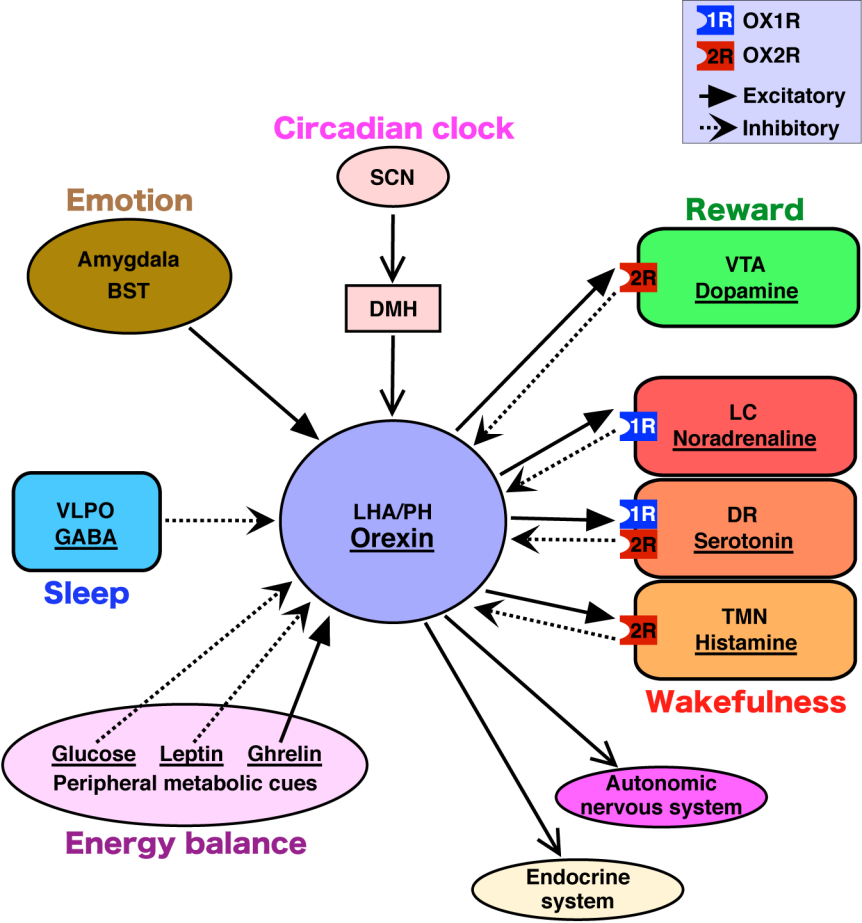 1R OX1R
2R OX2R
Excitatory
Inhibitory
Circadian clock
SCN
Emotion
Amygdala
BST
DMH
Reward
VTA
Dopamine
2R
LC
Noradrenaline
1R
VLPO
GABA
Sleep
LHA/PH
Orexin
DR
Serotonin
1R
2R
TMN
Histamine
2R
Wakefulness
Glucose Leptin Ghrelin
Peripheral metabolic cues
Energy balance
Autonomic
nervous system
Endocrine
system